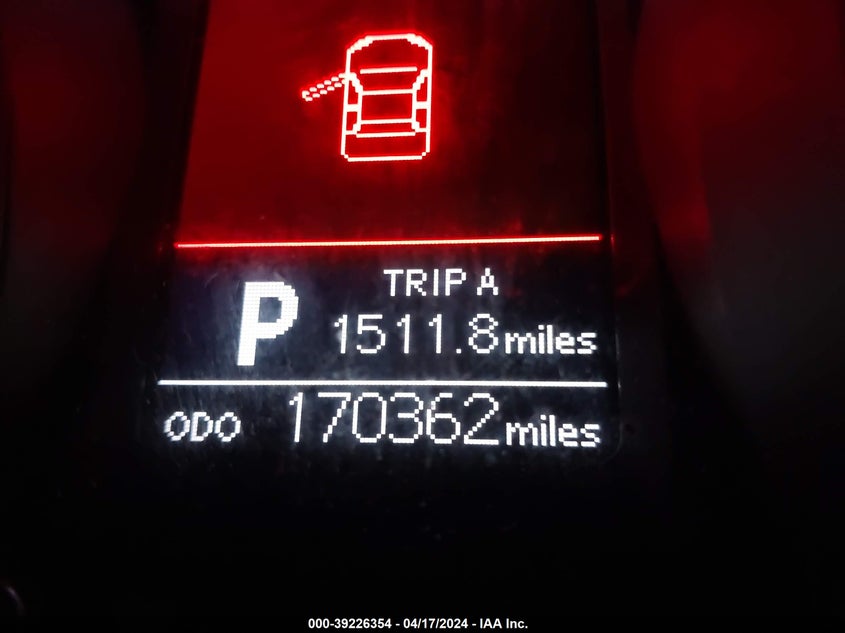 TRIP A
P 1511.8 miles
ODO 170362 miles
000-39226354 - 04/17/2024 - IAA Inc.